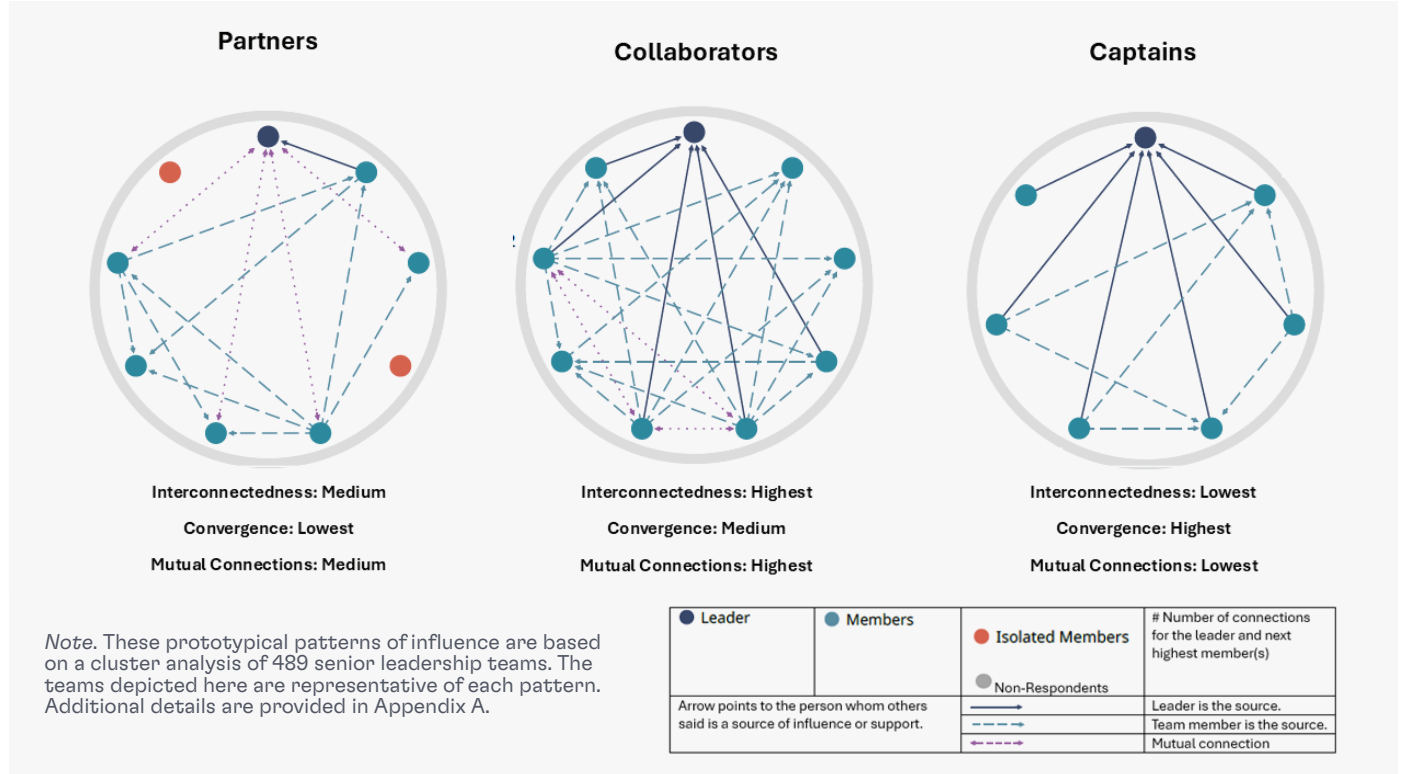 Partners
Collaborators
Captains
Interconnectedness: Medium
Convergence: Lowest
Mutual Connections: Medium
Interconnectedness: Highest
Convergence: Medium
Mutual Connections: Highest
Interconnectedness: Lowest
Convergence: Highest
Mutual Connections: Lowest
Note. These prototypical patterns of influence are based
on a cluster analysis of 489 senior leadership teams. The
teams depicted here are representative of each pattern.
Additional details are provided in Appendix A.
Leader
Members
Isolated Members
Non-Respondents
# Number of connections
for the leader and next
highest member(s)
Arrow points to the person whom others
said is a source of influence or support.
Leader is the source.
Team member is the source.
Mutual connection